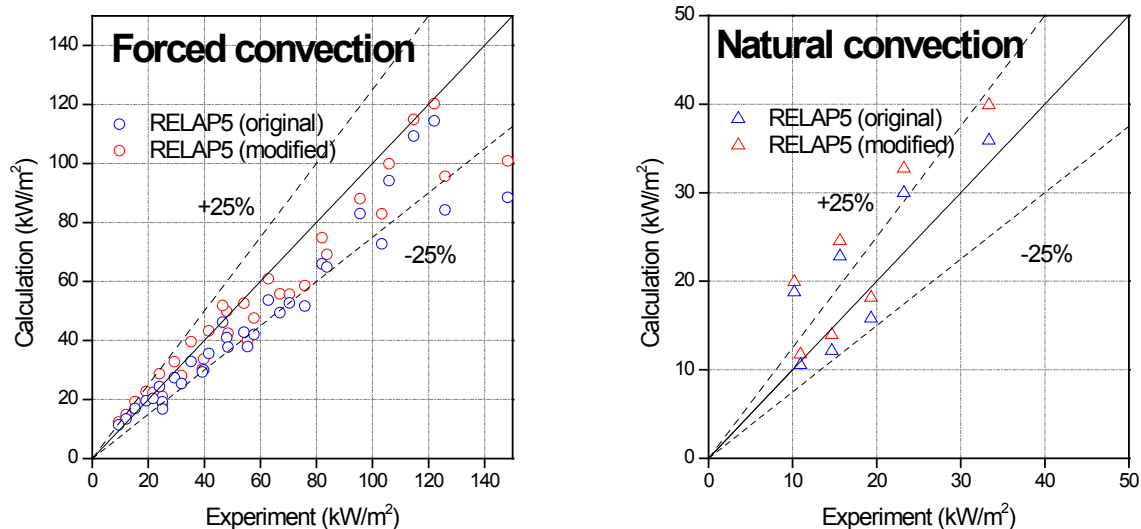 Forced convection
RELAP5 (original)
RELAP5 (modified)
+25%
-25%
Calculation (kW/m²)
140
120
100
80
60
40
20
0
0 20 40 60 80 100 120 140
Experiment (kW/m²)
Natural convection
RELAP5 (original)
RELAP5 (modified)
+25%
-25%
Calculation (kW/m²)
50
40
30
20
10
0
0 10 20 30 40 50
Experiment (kW/m²)